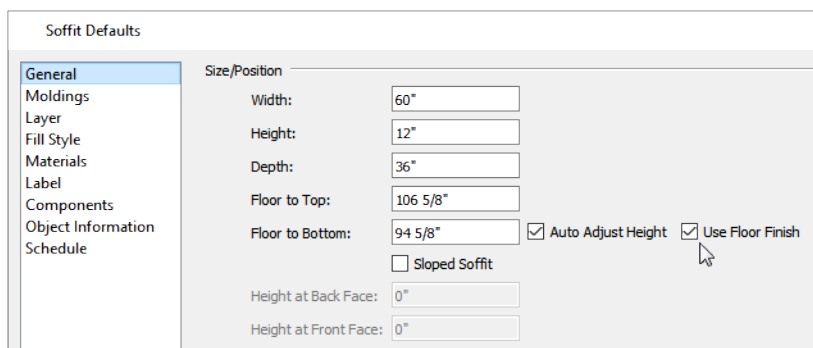 Soffit Defaults
General
Moldings
Layer
Fill Style
Materials
Label
Components
Object Information
Schedule
Size/Position
Width: 60"
Height: 12"
Depth: 36"
Floor to Top: 106 5/8"
Floor to Bottom: 94 5/8" Auto Adjust Height Use Floor Finish
Sloped Soffit
Height at Back Face: 0"
Height at Front Face: 0"